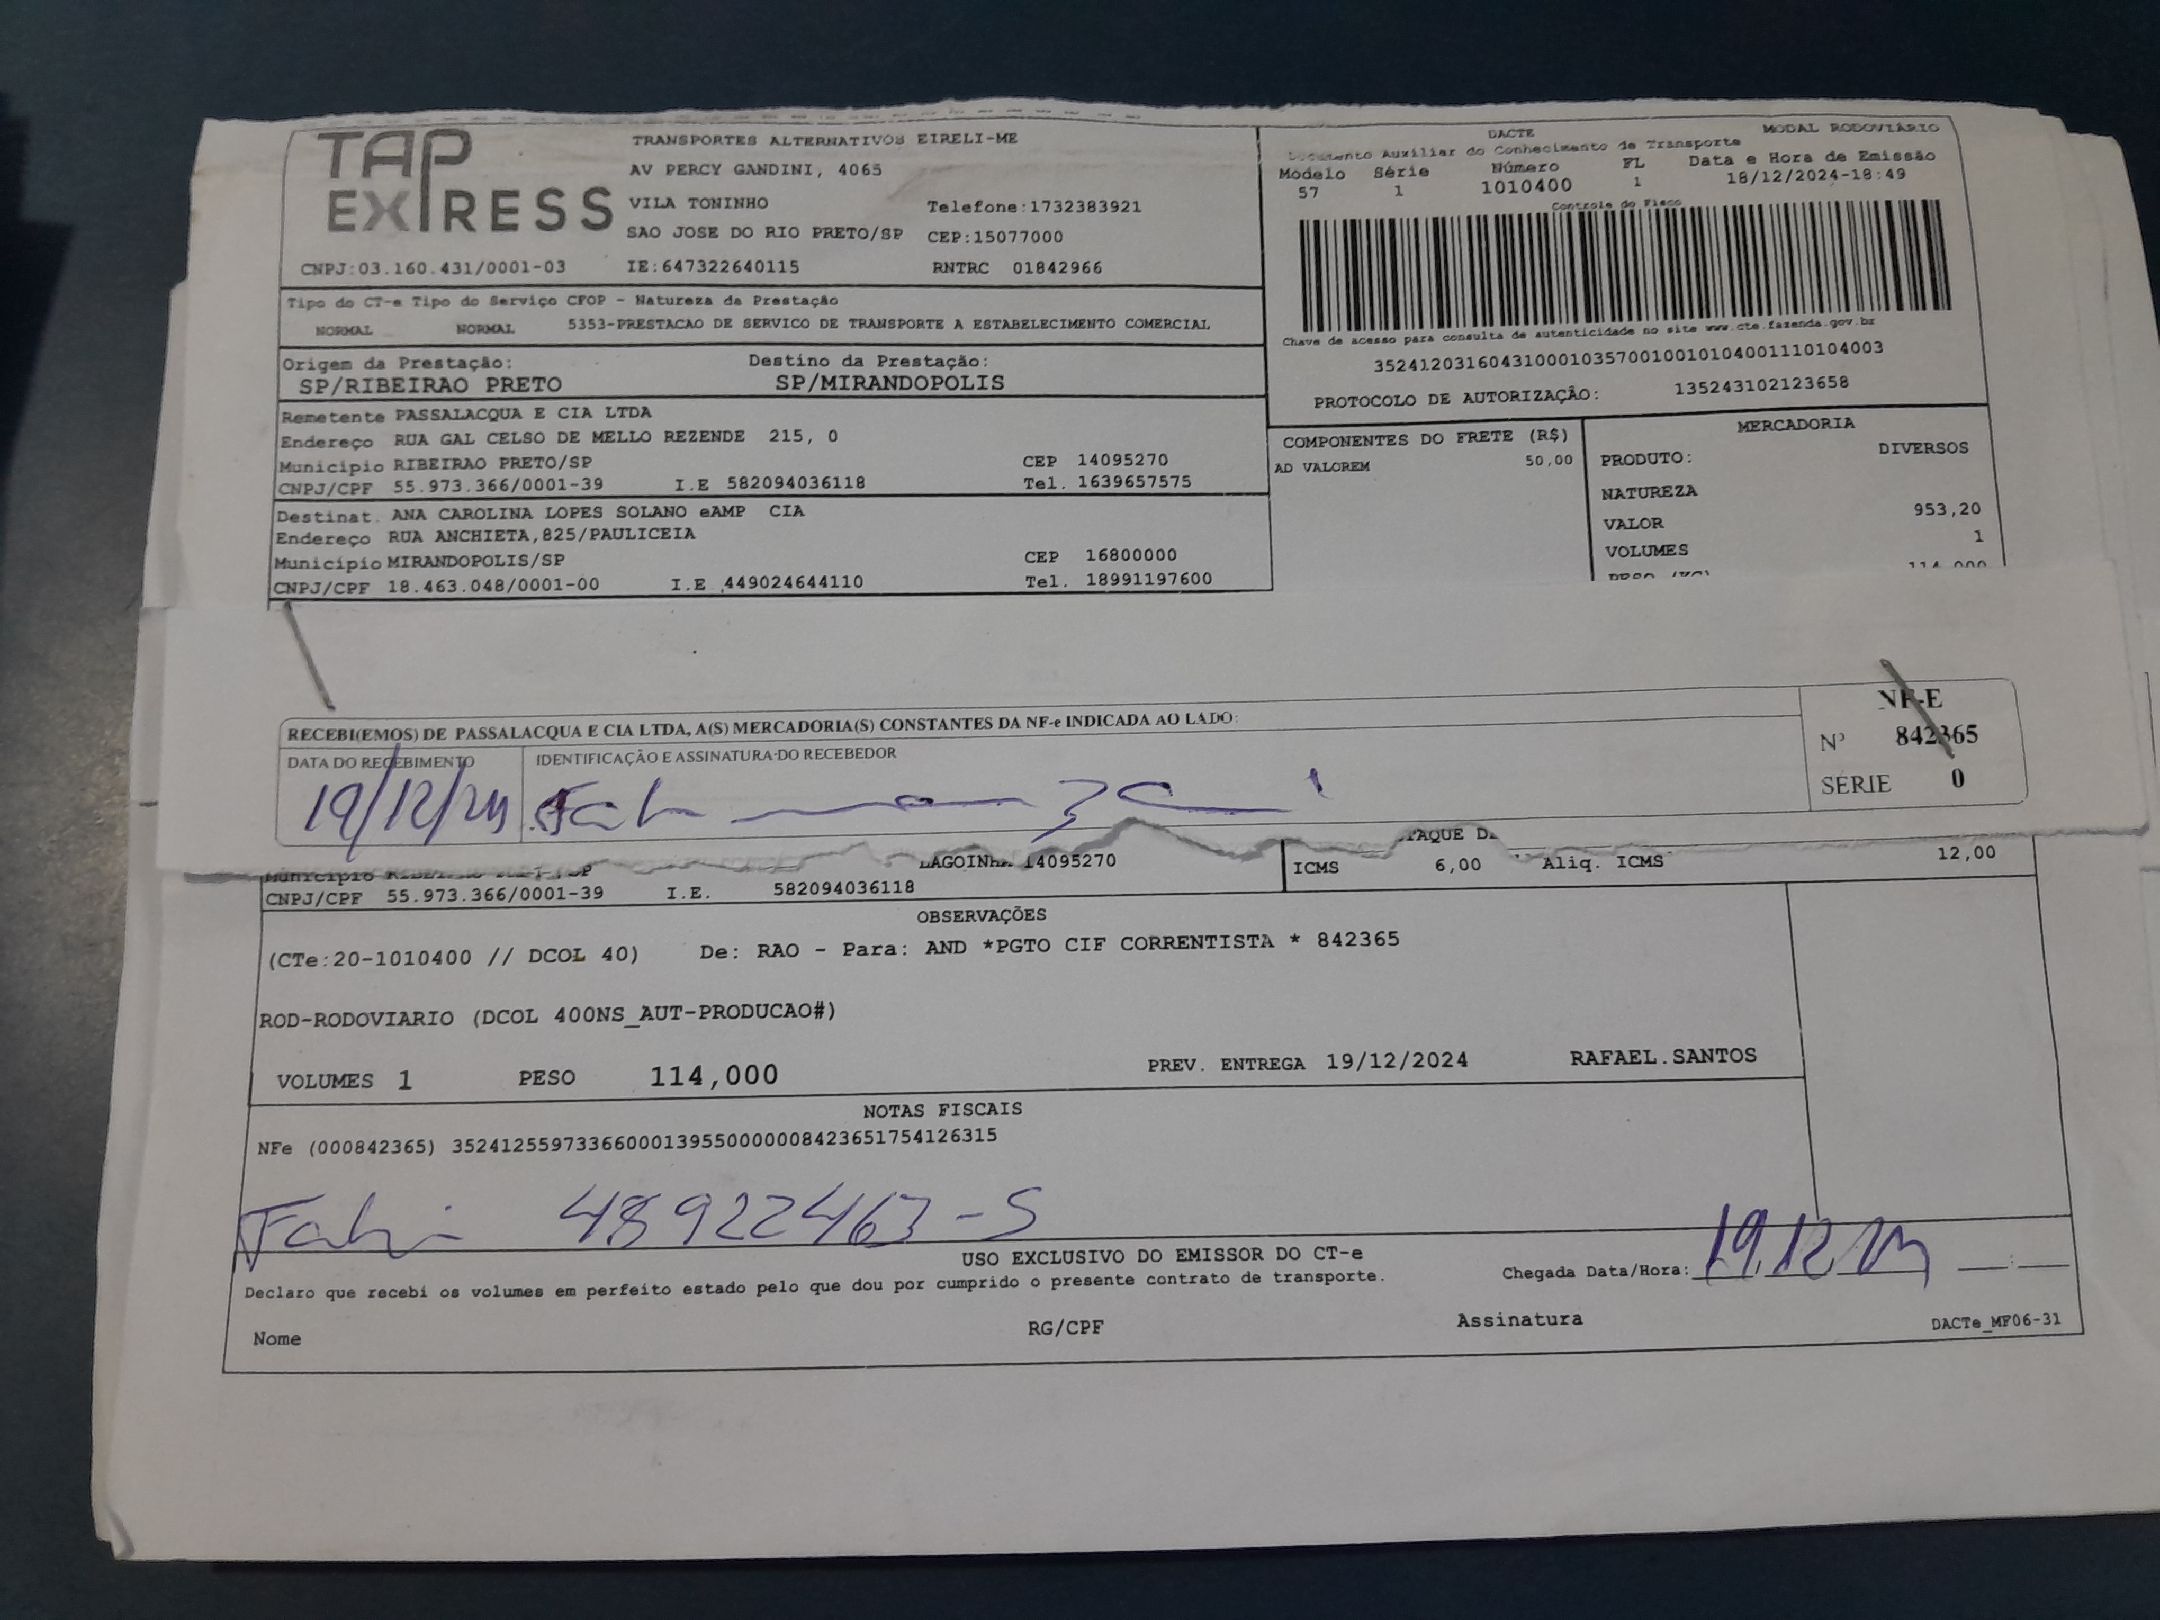 TAP EXPRESS
TRANSPORTES ALTERNATIVOS EIRELI-ME
AV PERCY GANDINI, 4065
VILA TONINHO Telefone:1732383921
SAO JOSE DO RIO PRETO/SP CEP:15077000
CNPJ:03.160.431/0001-03 IE:647322640115 RNTRC 01842966
DACTE MODAL RODOVIÁRIO
Documento Auxiliar do Conhecimento de Transporte
Modelo Série Número FL Data e Hora de Emissão
57 1 1010400 1 18/12/2024-18:49
Controle do Fisco
Chave de acesso para consulta de autenticidade no site www.cte.fazenda.gov.br
35241203160431000103570010010104001110104003
PROTOCOLO DE AUTORIZAÇÃO: 135243102123658
Tipo do CT-e Tipo do Serviço CFOP - Natureza da Prestação
NORMAL NORMAL 5353-PRESTACAO DE SERVICO DE TRANSPORTE A ESTABELECIMENTO COMERCIAL
Origem da Prestação: Destino da Prestação:
SP/RIBEIRAO PRETO SP/MIRANDOPOLIS
Remetente PASSALACQUA E CIA LTDA
Endereço RUA GAL CELSO DE MELLO REZENDE 215, 0
Município RIBEIRAO PRETO/SP CEP 14095270
CNPJ/CPF 55.973.366/0001-39 I.E 582094036118 Tel. 1639657575
Destinat. ANA CAROLINA LOPES SOLANO eAMP CIA
Endereço RUA ANCHIETA,825/PAULICEIA
Município MIRANDOPOLIS/SP CEP 16800000
CNPJ/CPF 18.463.048/0001-00 I.E 449024644110 Tel. 18991197600
COMPONENTES DO FRETE (R$)
AD VALOREM 50,00
MERCADORIA
PRODUTO: DIVERSOS
NATUREZA
VALOR 953,20
VOLUMES 1
PESO (KG) 114,000
RECEBI(EMOS) DE PASSALACQUA E CIA LTDA, A(S) MERCADORIA(S) CONSTANTES DA NF-e INDICADA AO LADO:
DATA DO RECEBIMENTO IDENTIFICAÇÃO E ASSINATURA DO RECEBEDOR
19/12/24
NF-E
Nº 842365
SÉRIE 0
Município LAGOINHA 14095270
CNPJ/CPF 55.973.366/0001-39 I.E. 582094036118
ICMS 6,00 Aliq. ICMS 12,00
OBSERVAÇÕES
(CTe:20-1010400 // DCOL 40) De: RAO - Para: AND *PGTO CIF CORRENTISTA * 842365
ROD-RODOVIARIO (DCOL 400NS_AUT-PRODUCAO#)
VOLUMES 1 PESO 114,000 PREV. ENTREGA 19/12/2024 RAFAEL.SANTOS
NOTAS FISCAIS
NFe (000842365) 35241255973366000139550000008423651754126315
48922463-5
USO EXCLUSIVO DO EMISSOR DO CT-e
Declaro que recebi os volumes em perfeito estado pelo que dou por cumprido o presente contrato de transporte.
Chegada Data/Hora: 19.12.24 __:__
Nome RG/CPF Assinatura DACTe_MF06-31